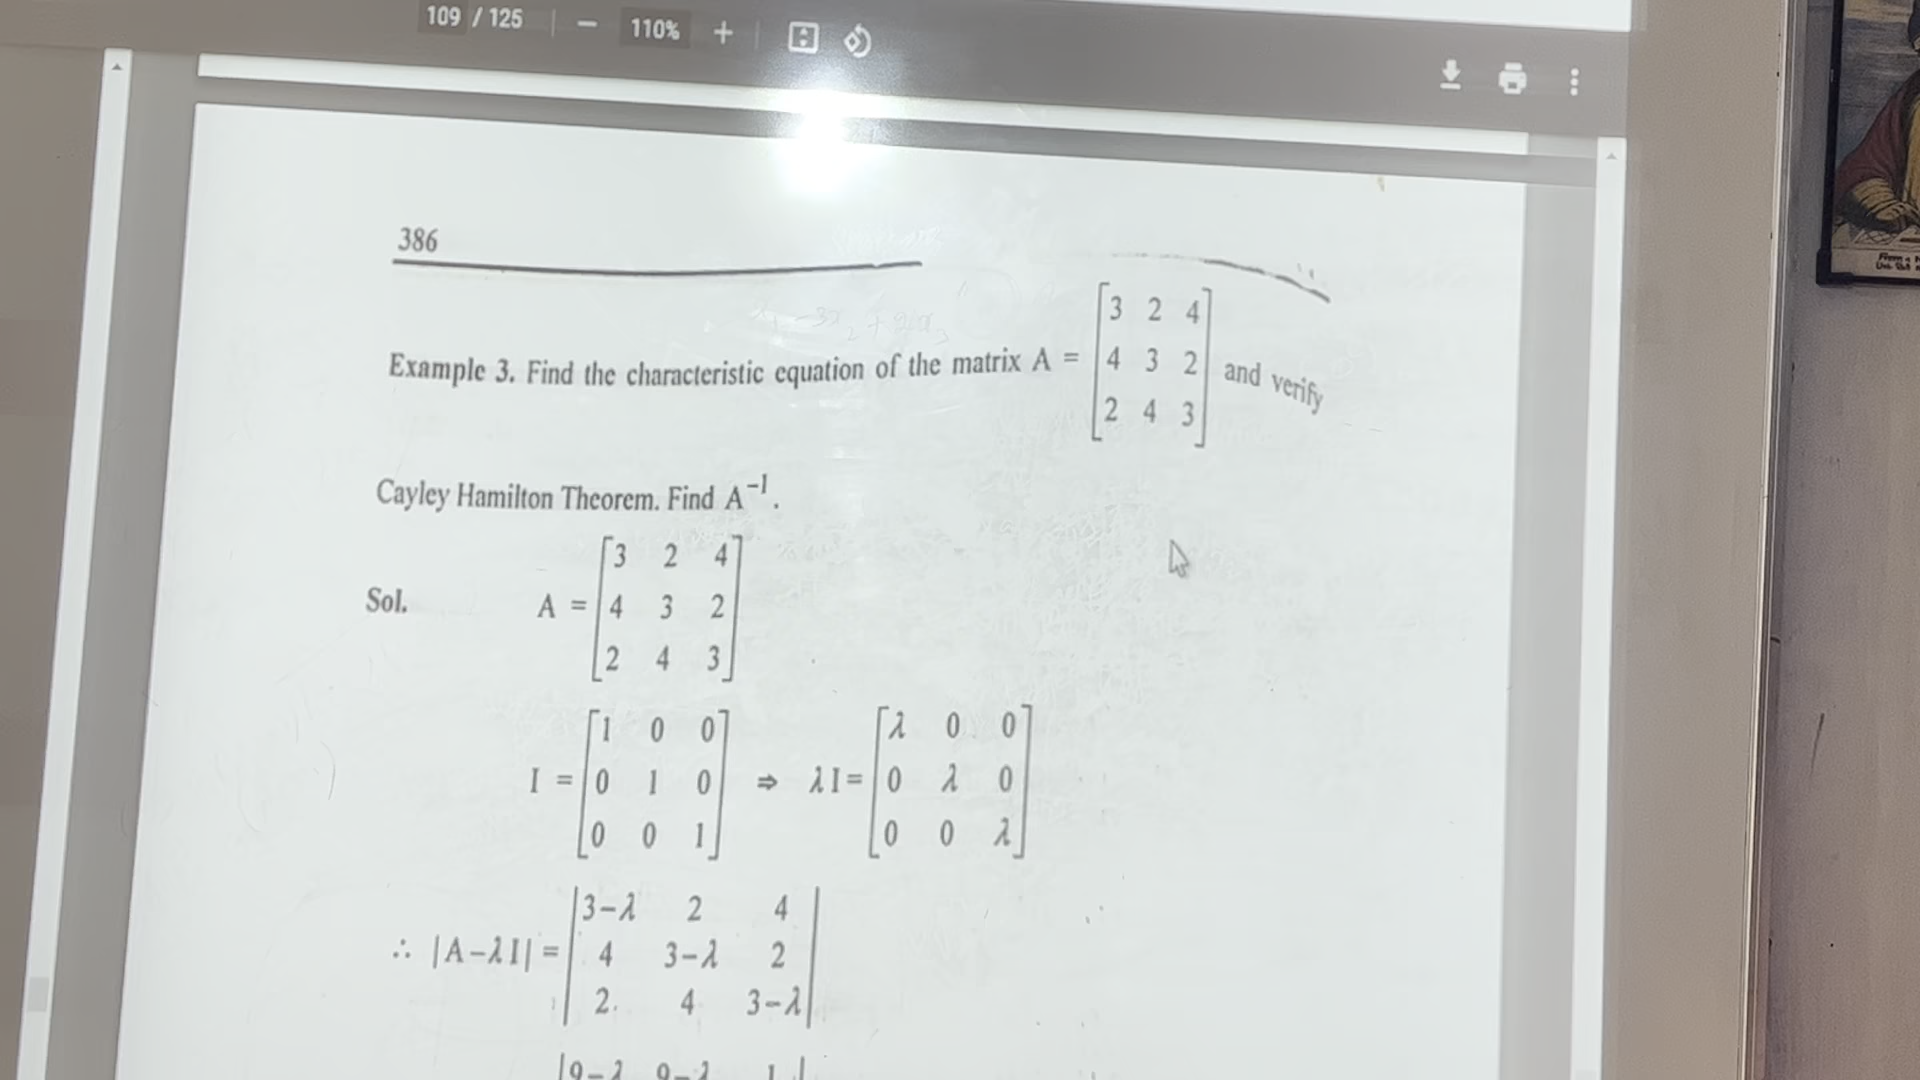 109 / 125 110%
386
Example 3. Find the characteristic equation of the matrix A = [3 2 4
4 3 2
2 4 3] and verify
Cayley Hamilton Theorem. Find A⁻¹.
Sol. A = [3 2 4
4 3 2
2 4 3]
I = [1 0 0
0 1 0
0 0 1] ⇒ λI = [λ 0 0
0 λ 0
0 0 λ]
∴ |A−λI| = |3−λ 2 4
4 3−λ 2
2. 4 3−λ|
|9−λ 9−λ